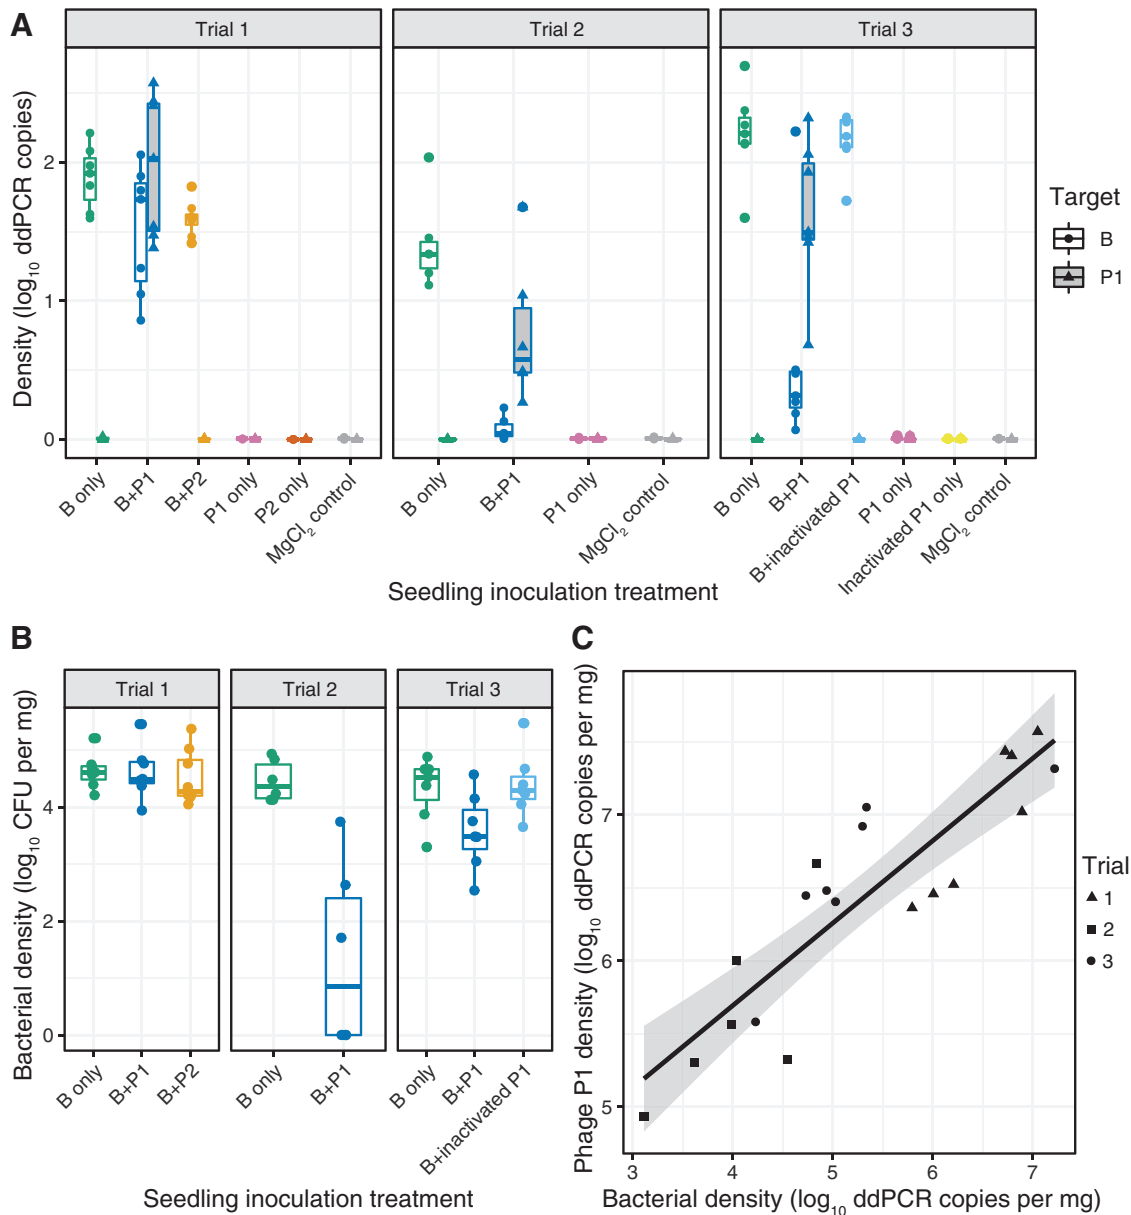 A
Trial 1
Trial 2
Trial 3
Density (log10 ddPCR copies)
2
1
0
B only
B+P1
B+P2
P1 only
P2 only
MgCl2 control
B only
B+P1
P1 only
MgCl2 control
B only
B+P1
B+inactivated P1
P1 only
Inactivated P1 only
MgCl2 control
Seedling inoculation treatment
Target
B
P1
B
Trial 1
Trial 2
Trial 3
Bacterial density (log10 CFU per mg)
4
2
0
B only
B+P1
B+P2
B only
B+P1
B only
B+P1
B+inactivated P1
Seedling inoculation treatment
C
Phage P1 density (log10 ddPCR copies per mg)
7
6
5
3
4
5
6
7
Bacterial density (log10 ddPCR copies per mg)
Trial
1
2
3